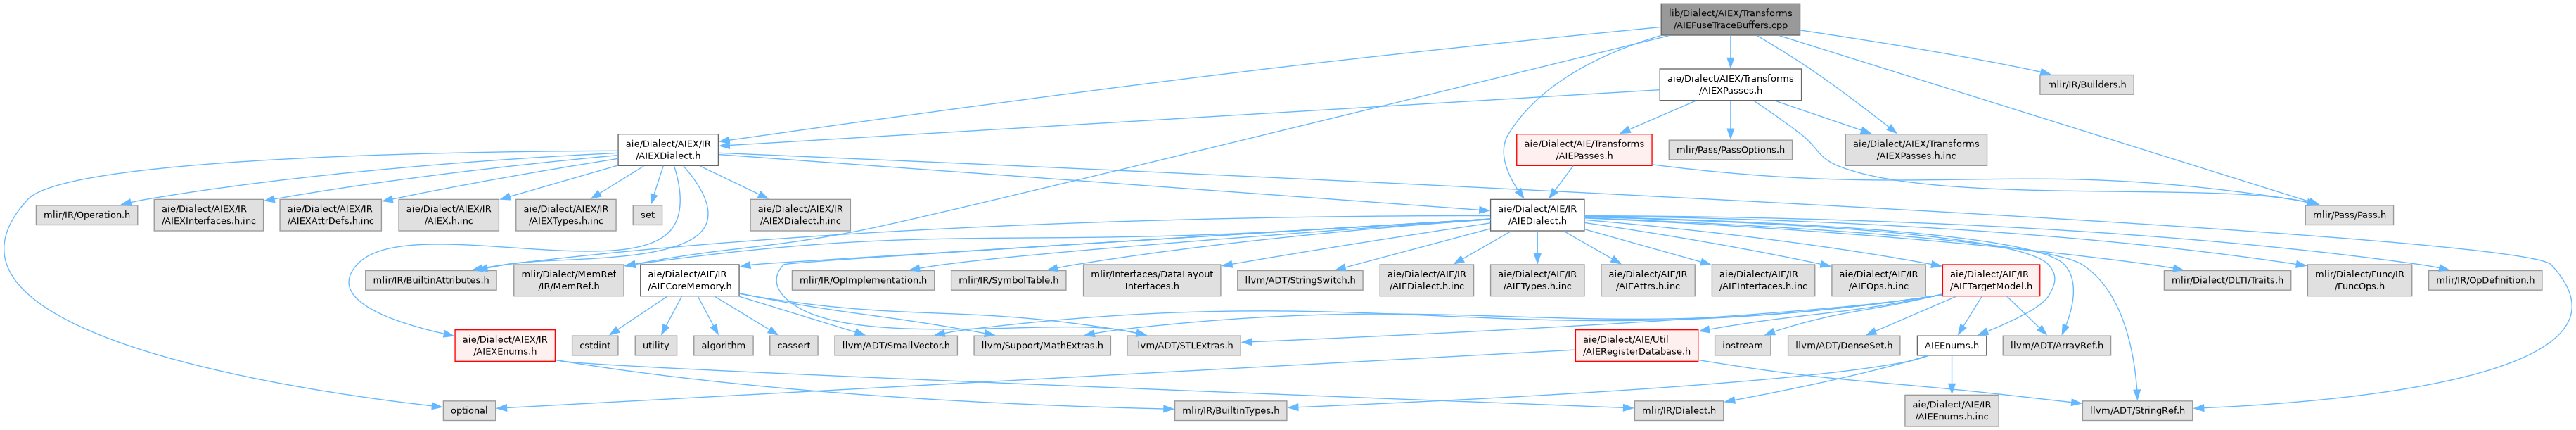 lib/Dialect/AIEX/Transforms
/AIEFuseTraceBuffers.cpp
aie/Dialect/AIEX/Transforms
/AIEXPasses.h
mlir/IR/Builders.h
aie/Dialect/AIEX/IR
/AIEXDialect.h
aie/Dialect/AIE/Transforms
/AIEPasses.h
mlir/Pass/PassOptions.h
aie/Dialect/AIEX/Transforms
/AIEXPasses.h.inc
mlir/IR/Operation.h
aie/Dialect/AIEX/IR
/AIEXInterfaces.h.inc
aie/Dialect/AIEX/IR
/AIEXAttrDefs.h.inc
aie/Dialect/AIEX/IR
/AIEX.h.inc
aie/Dialect/AIEX/IR
/AIEXTypes.h.inc
set
aie/Dialect/AIEX/IR
/AIEXDialect.h.inc
aie/Dialect/AIE/IR
/AIEDialect.h
mlir/Pass/Pass.h
mlir/IR/BuiltinAttributes.h
mlir/Dialect/MemRef
/IR/MemRef.h
aie/Dialect/AIE/IR
/AIECoreMemory.h
mlir/IR/OpImplementation.h
mlir/IR/SymbolTable.h
mlir/Interfaces/DataLayout
Interfaces.h
llvm/ADT/StringSwitch.h
aie/Dialect/AIE/IR
/AIEDialect.h.inc
aie/Dialect/AIE/IR
/AIETypes.h.inc
aie/Dialect/AIE/IR
/AIEAttrs.h.inc
aie/Dialect/AIE/IR
/AIEInterfaces.h.inc
aie/Dialect/AIE/IR
/AIEOps.h.inc
aie/Dialect/AIE/IR
/AIETargetModel.h
mlir/Dialect/DLTI/Traits.h
mlir/Dialect/Func/IR
/FuncOps.h
mlir/IR/OpDefinition.h
aie/Dialect/AIEX/IR
/AIEXEnums.h
cstdint
utility
algorithm
cassert
llvm/ADT/SmallVector.h
llvm/Support/MathExtras.h
llvm/ADT/STLExtras.h
aie/Dialect/AIE/Util
/AIERegisterDatabase.h
iostream
llvm/ADT/DenseSet.h
AIEEnums.h
llvm/ADT/ArrayRef.h
optional
mlir/IR/BuiltinTypes.h
mlir/IR/Dialect.h
aie/Dialect/AIE/IR
/AIEEnums.h.inc
llvm/ADT/StringRef.h